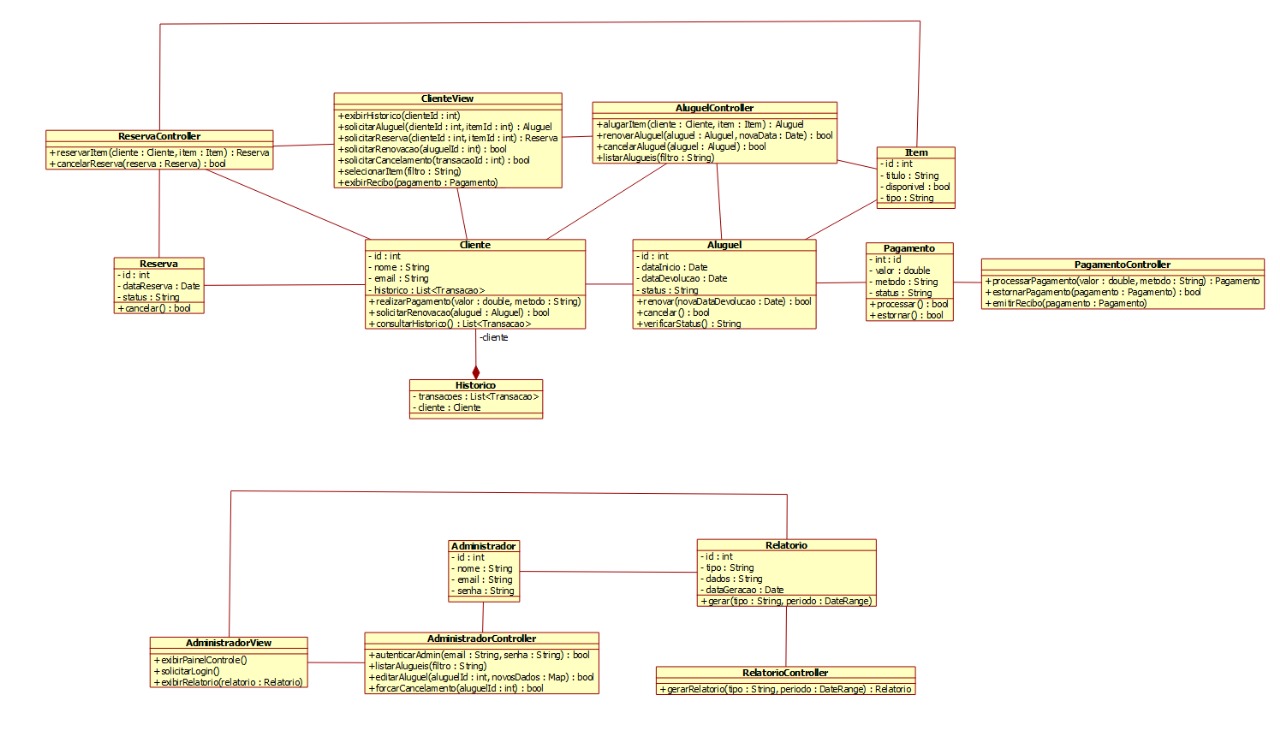 ClienteView
+exibirHistorico(clienteId : int)
+solicitarAluguel(clienteId : int, itemId : int) : Aluguel
+solicitarReserva(clienteId : int, itemId : int) : Reserva
+solicitarRenovacao(aluguelId : int) : bool
+solicitarCancelamento(transacaoId : int) : bool
+selecionarItem(filtro : String)
+exibirRecibo(pagamento : Pagamento)
AluguelController
+alugarItem(cliente : Cliente, item : Item) : Aluguel
+renovarAluguel(aluguel : Aluguel, novaData : Date) : bool
+cancelarAluguel(aluguel : Aluguel) : bool
+listarAlugueis(filtro : String)
ReservaController
+reservarItem(cliente : Cliente, item : Item) : Reserva
+cancelarReserva(reserva : Reserva) : bool
Item
- id : int
- titulo : String
- disponivel : bool
- tipo : String
Reserva
- id : int
- dataReserva : Date
- status : String
+cancelar() : bool
Cliente
- id : int
- nome : String
- email : String
- historico : List<Transacao>
+realizarPagamento(valor : double, metodo : String)
+solicitarRenovacao(aluguel : Aluguel) : bool
+consultarHistorico() : List<Transacao>
-cliente
Aluguel
- id : int
- dataInicio : Date
- dataDevolucao : Date
- status : String
+renovar(novaDataDevolucao : Date) : bool
+cancelar() : bool
+verificarStatus() : String
Pagamento
- int : id
- valor : double
- metodo : String
- status : String
+processar() : bool
+estornar() : bool
PagamentoController
+processarPagamento(valor : double, metodo : String) : Pagamento
+estornarPagamento(pagamento : Pagamento) : bool
+emitirRecibo(pagamento : Pagamento)
Historico
- transacoes : List<Transacao>
- cliente : Cliente
Administrador
- id : int
- nome : String
- email : String
- senha : String
Relatorio
- id : int
- tipo : String
- dados : String
- dataGeracao : Date
+gerar(tipo : String, periodo : DateRange)
AdministradorView
+exibirPainelControle()
+solicitarLogin()
+exibirRelatorio(relatorio : Relatorio)
AdministradorController
+autenticarAdmin(email : String, senha : String) : bool
+listarAlugueis(filtro : String)
+editarAluguel(aluguelId : int, novosDados : Map) : bool
+forcarCancelamento(aluguelId : int) : bool
RelatorioController
+gerarRelatorio(tipo : String, periodo : DateRange) : Relatorio